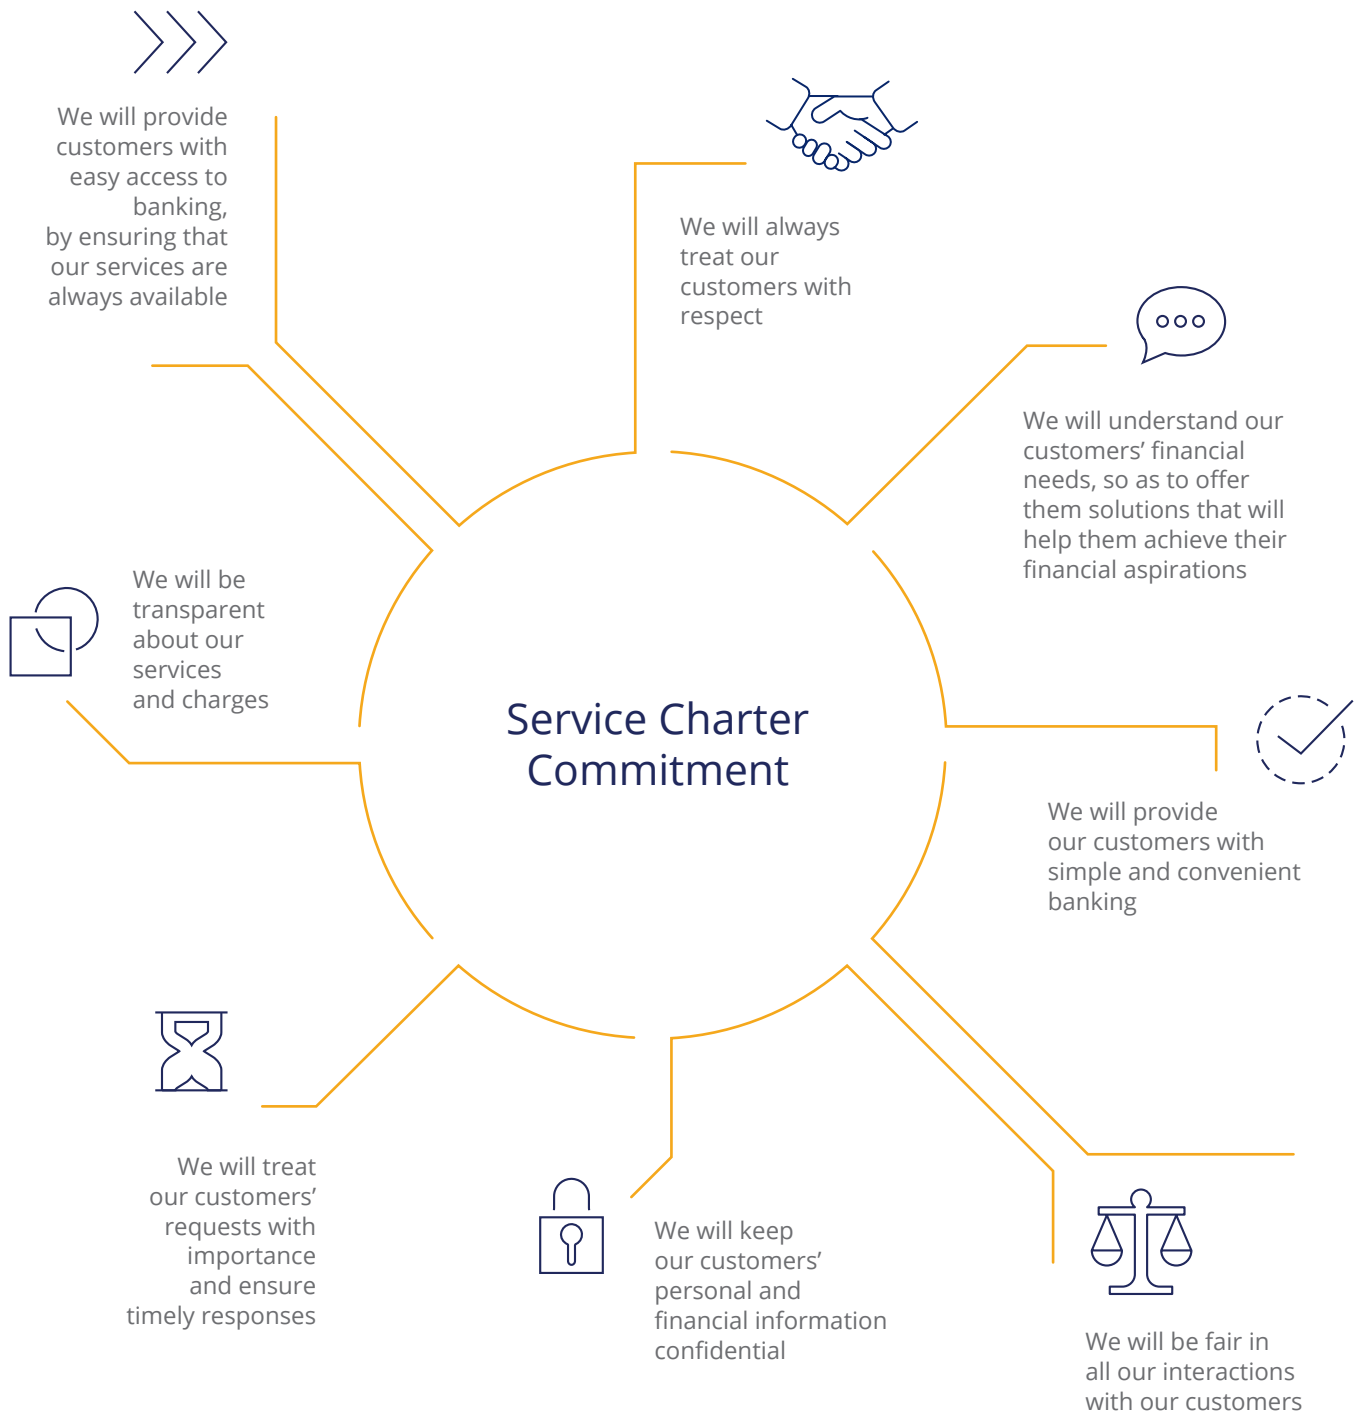 We will provide
customers with
easy access to
banking,
by ensuring that
our services are
always available
We will always
treat our
customers with
respect
We will understand our
customers’ financial
needs, so as to offer
them solutions that will
help them achieve their
financial aspirations
We will be
transparent
about our
services
and charges
Service Charter
Commitment
We will provide
our customers with
simple and convenient
banking
We will treat
our customers’
requests with
importance
and ensure
timely responses
We will keep
our customers’
personal and
financial information
confidential
We will be fair in
all our interactions
with our customers